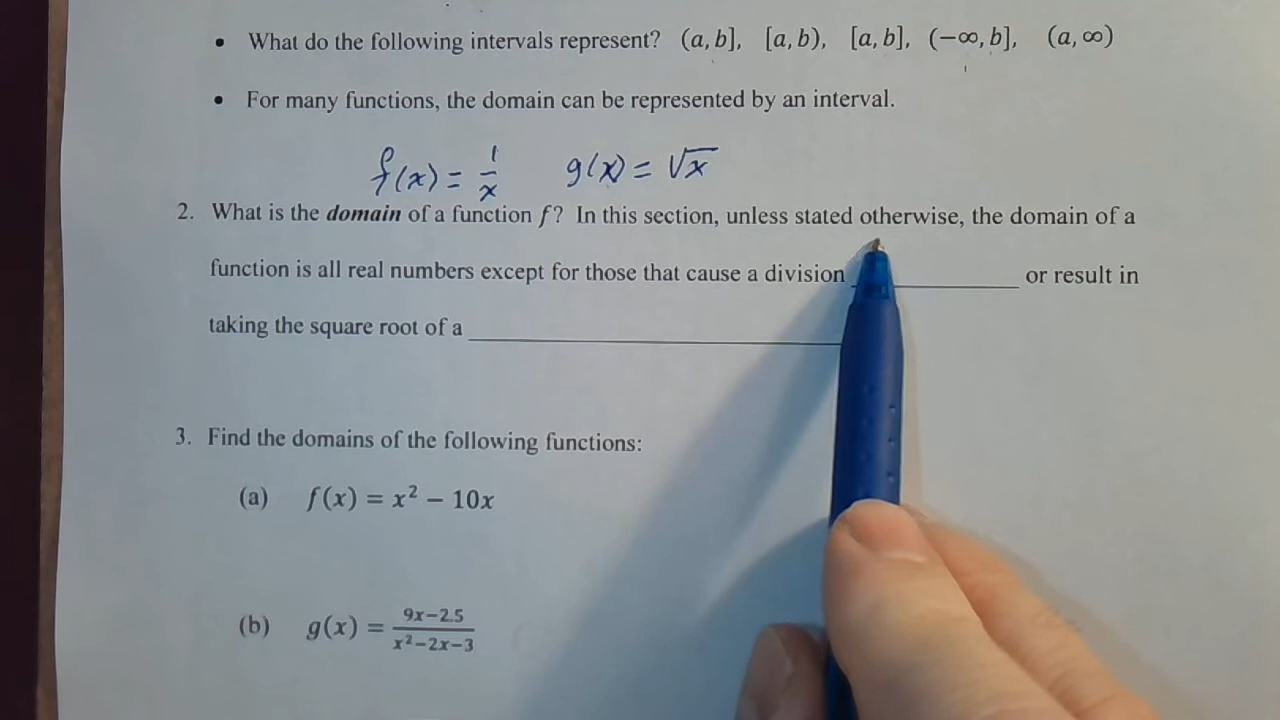 • What do the following intervals represent? (a, b], [a, b), [a, b], (−∞, b], (a, ∞)
• For many functions, the domain can be represented by an interval.
f(x) = 1/x g(x) = √x
2. What is the domain of a function f? In this section, unless stated otherwise, the domain of a
function is all real numbers except for those that cause a division ____________ or result in
taking the square root of a ______________________________
3. Find the domains of the following functions:
(a) f(x) = x² − 10x
(b) g(x) = (9x−2.5)/(x²−2x−3)